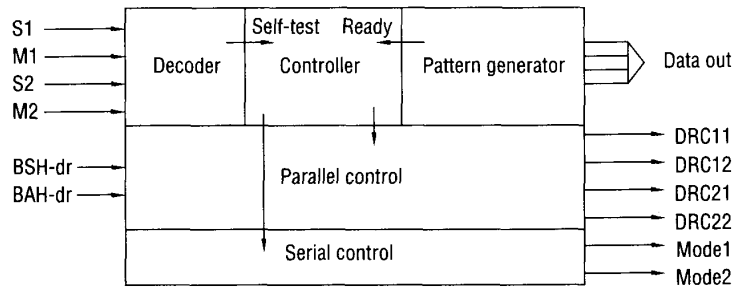 S1
M1
S2
M2
BSH-dr
BAH-dr
Self-test
Ready
Decoder
Controller
Pattern generator
Parallel control
Serial control
Data out
DRC11
DRC12
DRC21
DRC22
Mode1
Mode2